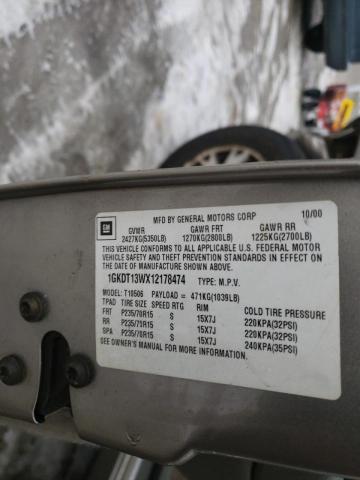 MFD BY GENERAL MOTORS CORP 10/00
GM
GVWR GAWR FRT GAWR RR
2427KG(5350LB) 1270KG(2800LB) 1225KG(2700LB)
THIS VEHICLE CONFORMS TO ALL APPLICABLE U.S. FEDERAL MOTOR
VEHICLE SAFETY AND THEFT PREVENTION STANDARDS IN EFFECT
ON THE DATE OF MANUFACTURE SHOWN ABOVE.
1GKDT13WX12178474 TYPE: M.P.V.
MODEL: T10506 PAYLOAD = 471KG(1039LB)
TPAD TIRE SIZE SPEED RTG RIM COLD TIRE PRESSURE
FRT P235/70R15 S 15X7J 220KPA(32PSI)
RR P235/70R15 S 15X7J 220KPA(32PSI)
SPA P235/70R15 S 15X7J 240KPA(35PSI)
SEE OWNER'S MANUAL FOR MORE INFORMATION.